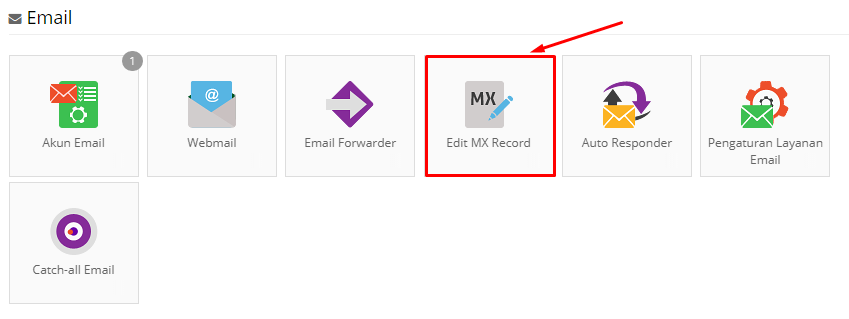 Email
1
@
MX
Akun Email
Webmail
Email Forwarder
Edit MX Record
Auto Responder
Pengaturan Layanan
Email
Catch-all Email